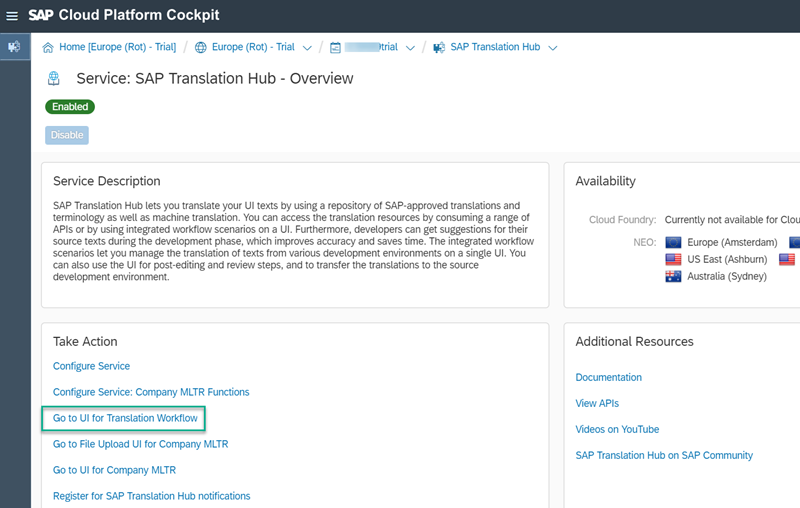 SAP Cloud Platform Cockpit
Home [Europe (Rot) - Trial] / Europe (Rot) - Trial / trial / SAP Translation Hub
Service: SAP Translation Hub - Overview
Enabled
Disable
Service Description
SAP Translation Hub lets you translate your UI texts by using a repository of SAP-approved translations and
terminology as well as machine translation. You can access the translation resources by consuming a range of
APIs or by using integrated workflow scenarios on a UI. Furthermore, developers can get suggestions for their
source texts during the development phase, which improves accuracy and saves time. The integrated workflow
scenarios let you manage the translation of texts from various development environments on a single UI. You
can also use the UI for post-editing and review steps, and to transfer the translations to the source
development environment.
Availability
Cloud Foundry: Currently not available for Clou
NEO: Europe (Amsterdam)
US East (Ashburn)
Australia (Sydney)
Take Action
Configure Service
Configure Service: Company MLTR Functions
Go to UI for Translation Workflow
Go to File Upload UI for Company MLTR
Go to UI for Company MLTR
Register for SAP Translation Hub notifications
Additional Resources
Documentation
View APIs
Videos on YouTube
SAP Translation Hub on SAP Community